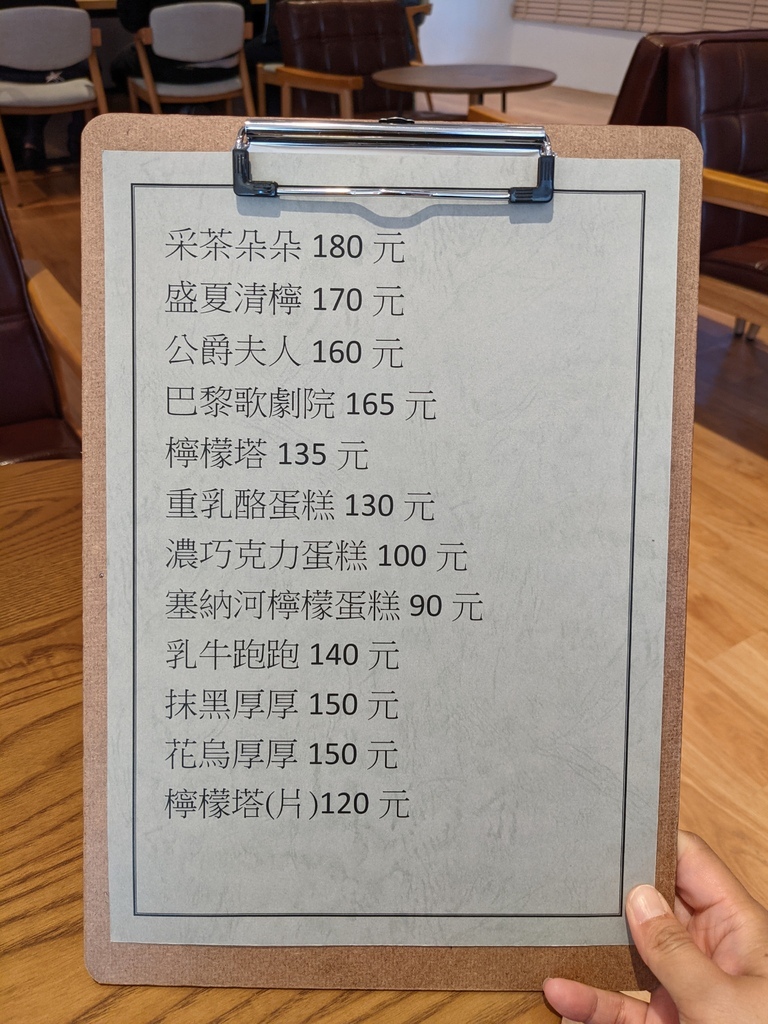 采茶朵朵 180 元
盛夏清檸 170 元
公爵夫人 160 元
巴黎歌劇院 165 元
檸檬塔 135 元
重乳酪蛋糕 130 元
濃巧克力蛋糕 100 元
塞納河檸檬蛋糕 90 元
乳牛跑跑 140 元
抹黑厚厚 150 元
花烏厚厚 150 元
檸檬塔(片)120 元